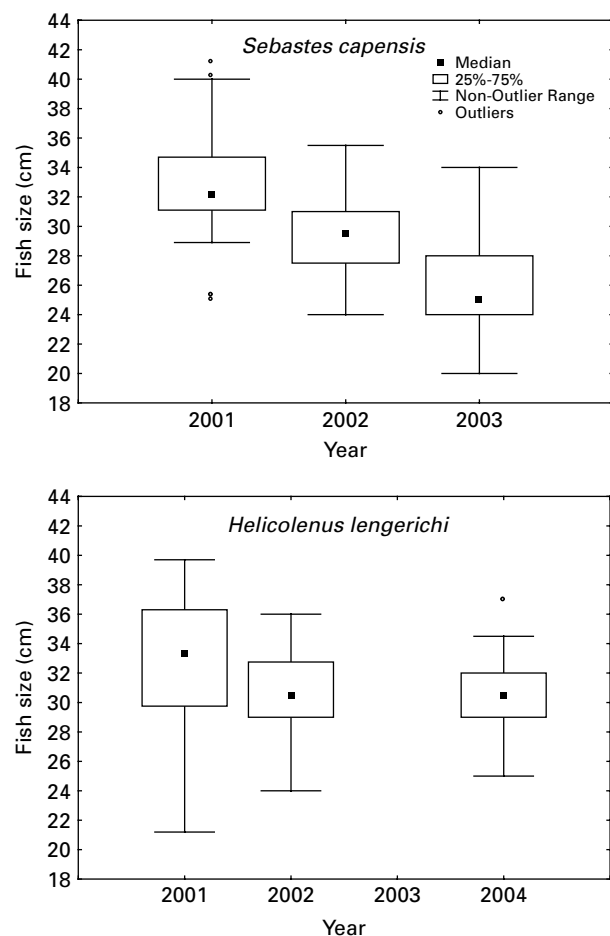 Sebastes capensis
Median
25%-75%
Non-Outlier Range
Outliers
Fish size (cm)
44
42
40
38
36
34
32
30
28
26
24
22
20
18
2001 2002 2003
Year
Helicolenus lengerichi
Fish size (cm)
44
42
40
38
36
34
32
30
28
26
24
22
20
18
2001 2002 2003 2004
Year